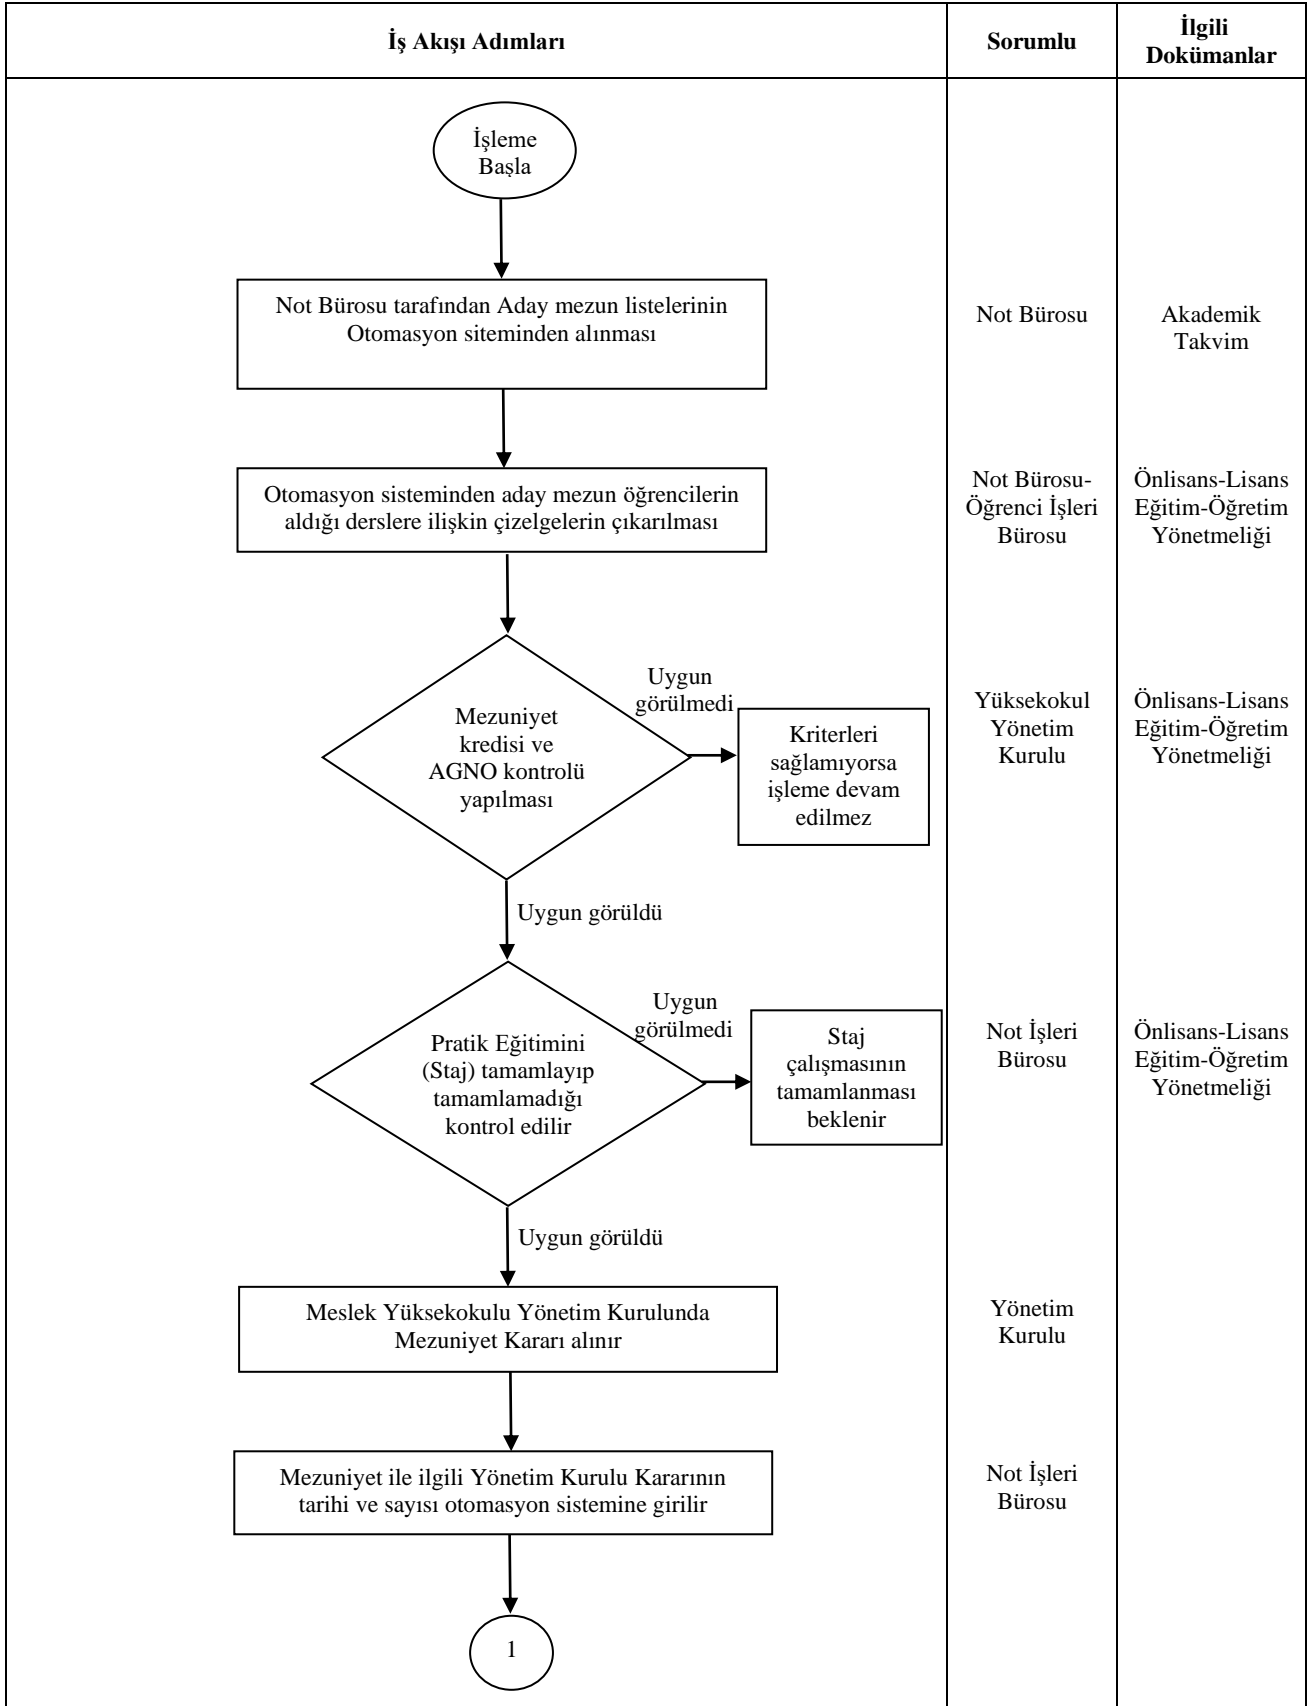 İş Akışı Adımları
Sorumlu
İlgili
Dokümanlar
İşleme
Başla
Not Bürosu tarafından Aday mezun listelerinin
Otomasyon siteminden alınması
Not Bürosu
Akademik
Takvim
Otomasyon sisteminden aday mezun öğrencilerin
aldığı derslere ilişkin çizelgelerin çıkarılması
Not Bürosu-
Öğrenci İşleri
Bürosu
Önlisans-Lisans
Eğitim-Öğretim
Yönetmeliği
Mezuniyet
kredisi ve
AGNO kontrolü
yapılması
Uygun
görülmedi
Kriterleri
sağlamıyorsa
işleme devam
edilmez
Yüksekokul
Yönetim
Kurulu
Önlisans-Lisans
Eğitim-Öğretim
Yönetmeliği
Uygun görüldü
Pratik Eğitimini
(Staj) tamamlayıp
tamamlamadığı
kontrol edilir
Uygun
görülmedi
Staj
çalışmasının
tamamlanması
beklenir
Not İşleri
Bürosu
Önlisans-Lisans
Eğitim-Öğretim
Yönetmeliği
Uygun görüldü
Meslek Yüksekokulu Yönetim Kurulunda
Mezuniyet Kararı alınır
Yönetim
Kurulu
Mezuniyet ile ilgili Yönetim Kurulu Kararının
tarihi ve sayısı otomasyon sistemine girilir
Not İşleri
Bürosu
1